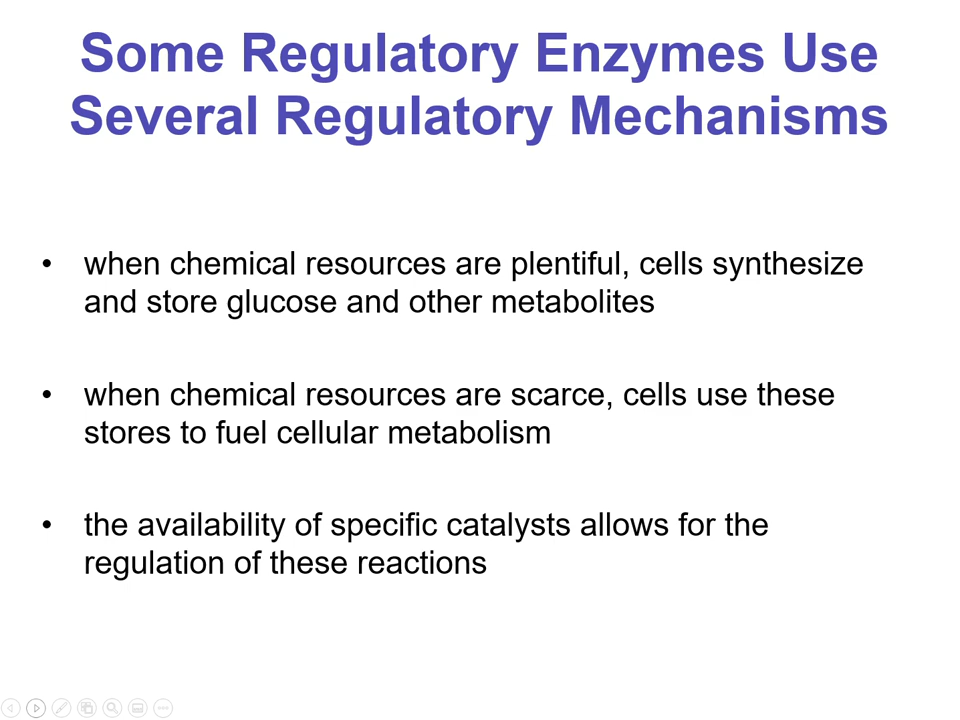 Some Regulatory Enzymes Use
Several Regulatory Mechanisms
• when chemical resources are plentiful, cells synthesize
and store glucose and other metabolites
• when chemical resources are scarce, cells use these
stores to fuel cellular metabolism
• the availability of specific catalysts allows for the
regulation of these reactions